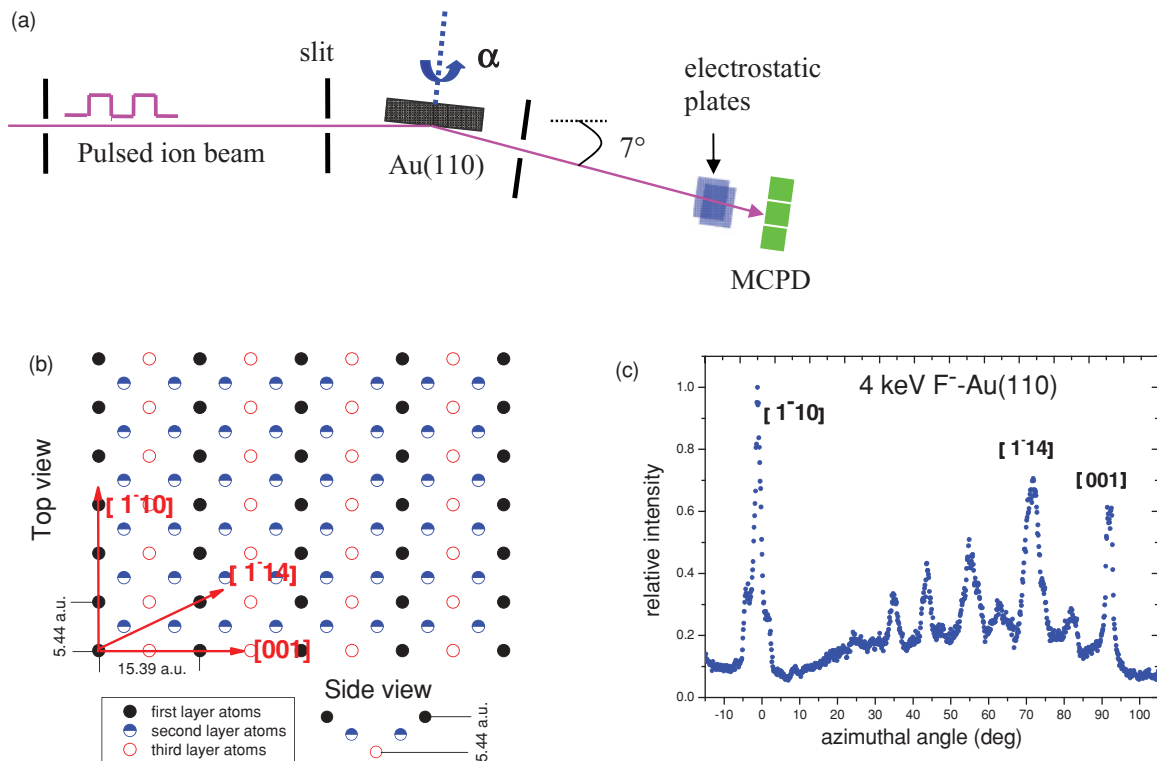 (a)
slit
α
electrostatic
plates
Pulsed ion beam
Au(110)
7°
MCPD
(b)
Top view
[1̄10]
[1̄14]
[001]
5.44 a.u.
15.39 a.u.
Side view
5.44 a.u.
first layer atoms
second layer atoms
third layer atoms
(c)
4 keV F⁻-Au(110)
[1̄10]
[1̄14]
[001]
relative intensity
1.0
0.8
0.6
0.4
0.2
0.0
-10 0 10 20 30 40 50 60 70 80 90 100
azimuthal angle (deg)